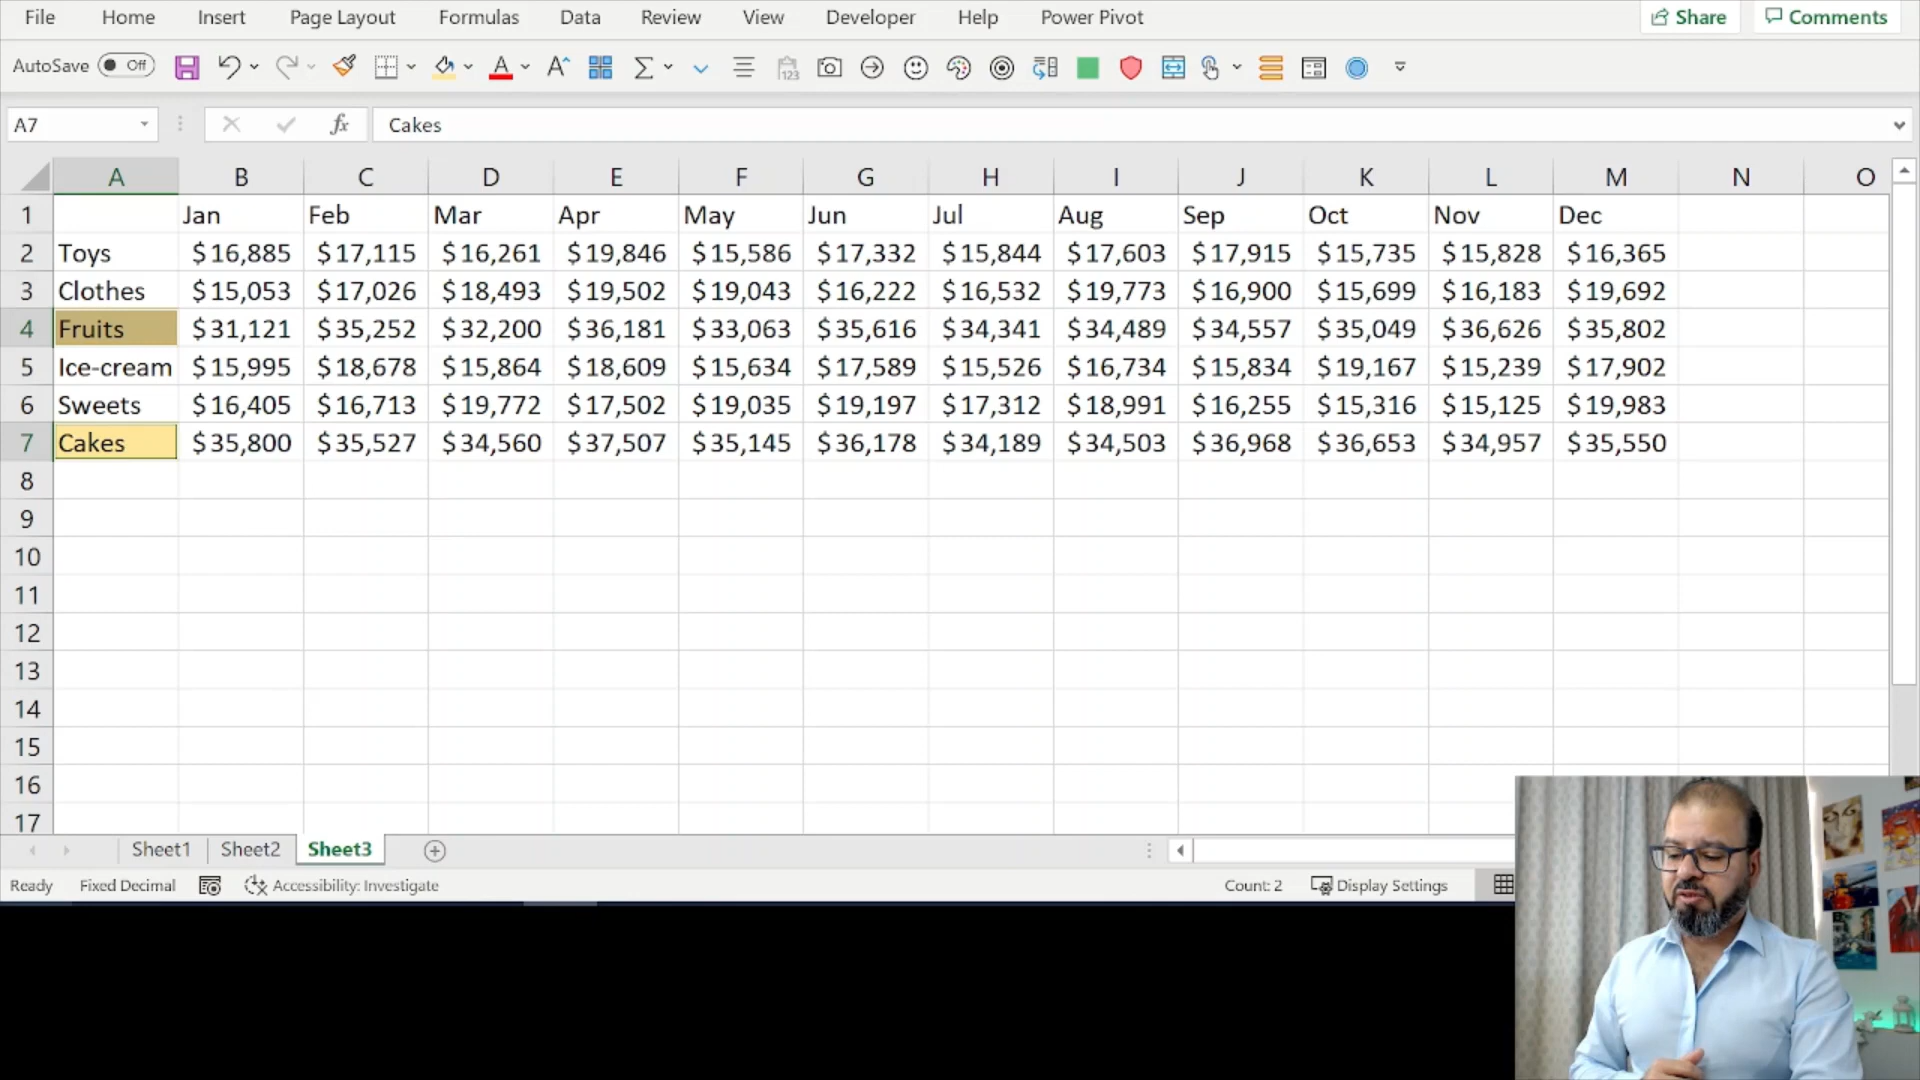 File Home Insert Page Layout Formulas Data Review View Developer Help Power Pivot Share Comments
AutoSave Off
A7 fx Cakes
A B C D E F G H I J K L M N O
1 Jan Feb Mar Apr May Jun Jul Aug Sep Oct Nov Dec
2 Toys $16,885 $17,115 $16,261 $19,846 $15,586 $17,332 $15,844 $17,603 $17,915 $15,735 $15,828 $16,365
3 Clothes $15,053 $17,026 $18,493 $19,502 $19,043 $16,222 $16,532 $19,773 $16,900 $15,699 $16,183 $19,692
4 Fruits $31,121 $35,252 $32,200 $36,181 $33,063 $35,616 $34,341 $34,489 $34,557 $35,049 $36,626 $35,802
5 Ice-cream $15,995 $18,678 $15,864 $18,609 $15,634 $17,589 $15,526 $16,734 $15,834 $19,167 $15,239 $17,902
6 Sweets $16,405 $16,713 $19,772 $17,502 $19,035 $19,197 $17,312 $18,991 $16,255 $15,316 $15,125 $19,983
7 Cakes $35,800 $35,527 $34,560 $37,507 $35,145 $36,178 $34,189 $34,503 $36,968 $36,653 $34,957 $35,550
8
9
10
11
12
13
14
15
16
17
Sheet1 Sheet2 Sheet3
Ready Fixed Decimal Accessibility: Investigate Count: 2 Display Settings